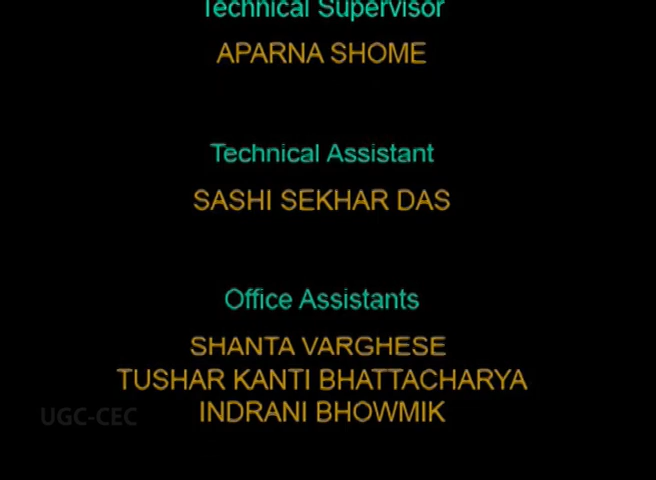 Technical Supervisor
APARNA SHOME
Technical Assistant
SASHI SEKHAR DAS
Office Assistants
SHANTA VARGHESE
TUSHAR KANTI BHATTACHARYA
INDRANI BHOWMIK
UGC-CEC